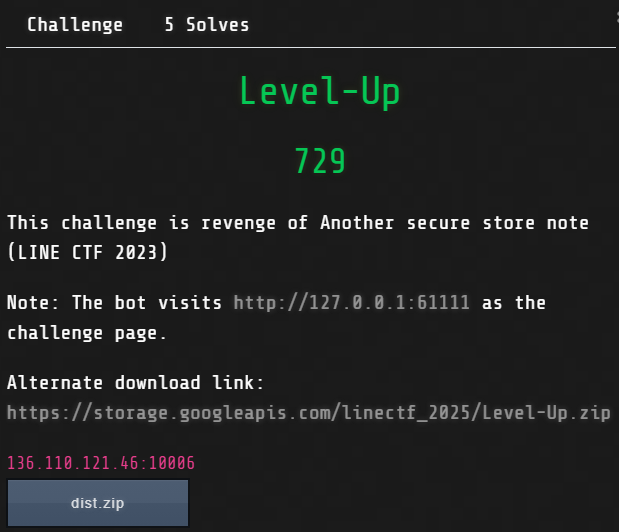 Challenge 5 Solves
Level-Up
729
This challenge is revenge of Another secure store note
(LINE CTF 2023)
Note: The bot visits http://127.0.0.1:61111 as the
challenge page.
Alternate download link:
https://storage.googleapis.com/linectf_2025/Level-Up.zip
136.110.121.46:10006
dist.zip